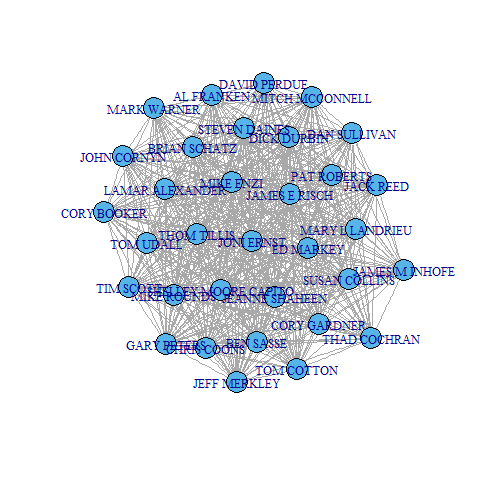 DAVID PERDUE
AL FRANKEN
MITCH MCCONNELL
MARK WARNER
STEVEN DAINES
DICK DURBIN
DAN SULLIVAN
BRIAN SCHATZ
JOHN CORNYN
PAT ROBERTS
MIKE ENZI
JACK REED
LAMAR ALEXANDER
JAMES E RISCH
CORY BOOKER
MARY L LANDRIEU
THOM TILLIS
JONI ERNST
TOM UDALL
ED MARKEY
JAMES M INHOFE
SUSAN COLLINS
TIM SCOTT
SHELLEY MOORE CAPITO
MIKE ROUNDS
JEANNE SHAHEEN
CORY GARDNER
THAD COCHRAN
GARY PETERS
CHRIS COONS
BEN SASSE
TOM COTTON
JEFF MERKLEY